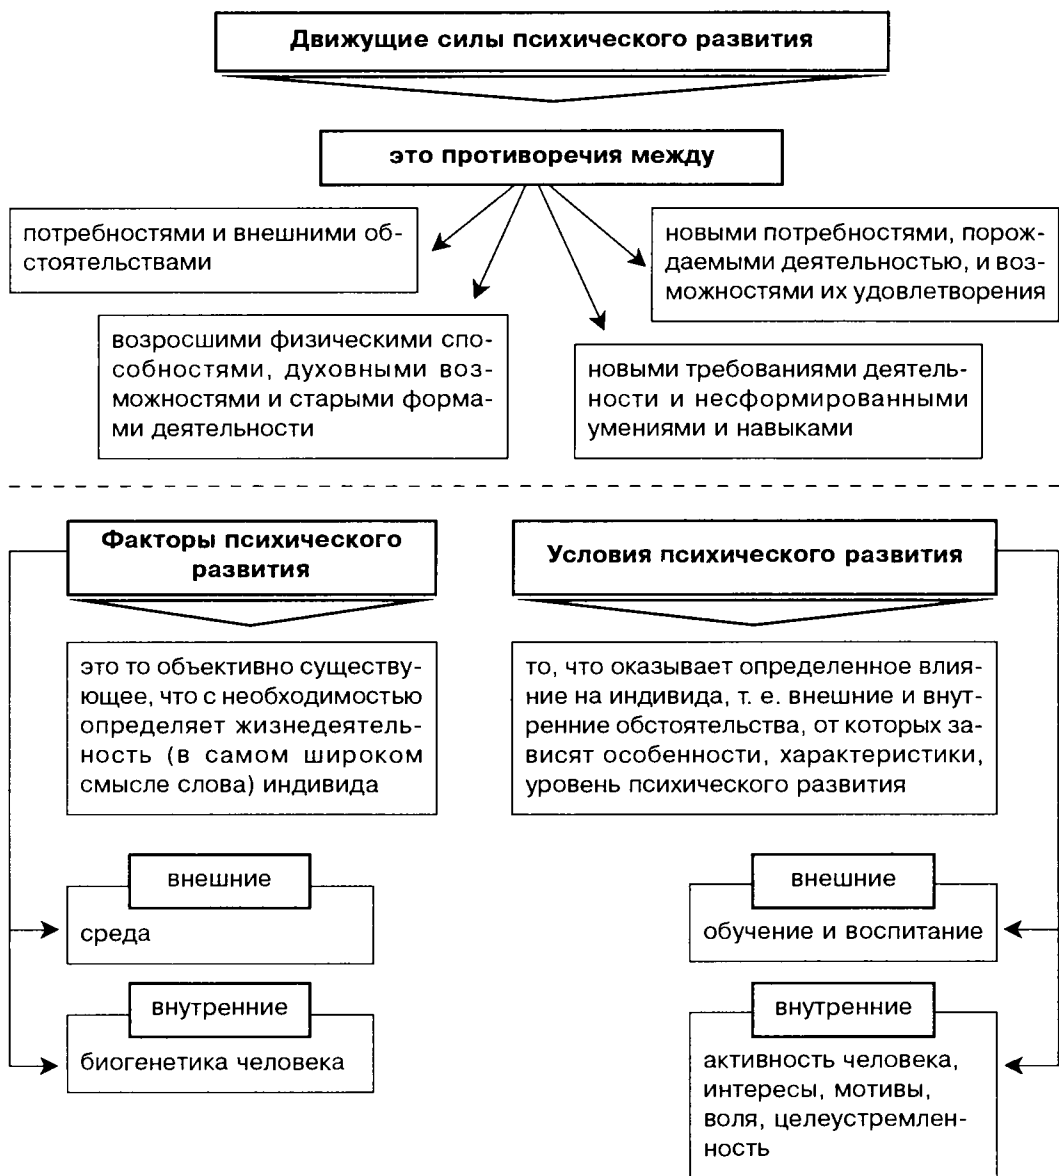 Движущие силы психического развития
это противоречия между
потребностями и внешними об-
стоятельствами
новыми потребностями, порож-
даемыми деятельностью, и воз-
можностями их удовлетворения
возросшими физическими спо-
собностями, духовными воз-
можностями и старыми форма-
ми деятельности
новыми требованиями деятель-
ности и несформированными
умениями и навыками
Факторы психического
развития
это то объективно существу-
ющее, что с необходимостью
определяет жизнедеятель-
ность (в самом широком
смысле слова) индивида
внешние
среда
внутренние
биогенетика человека
Условия психического развития
то, что оказывает определенное влия-
ние на индивида, т. е. внешние и внут-
ренние обстоятельства, от которых за-
висят особенности, характеристики,
уровень психического развития
внешние
обучение и воспитание
внутренние
активность человека,
интересы, мотивы,
воля, целеустремлен-
ность